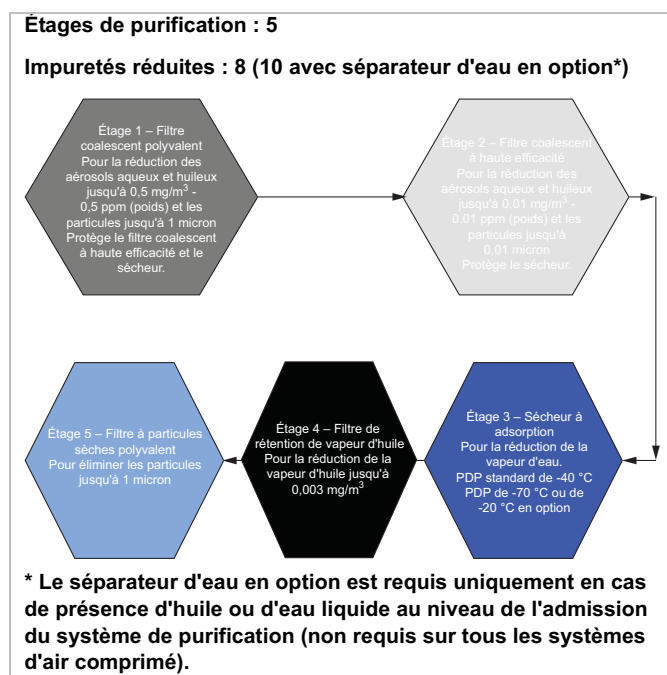 Étages de purification : 5
Impuretés réduites : 8 (10 avec séparateur d'eau en option*)
Étage 1 – Filtre
coalescent polyvalent
Pour la réduction des
aérosols aqueux et huileux
jusqu'à 0,5 mg/m³ -
0,5 ppm (poids) et les
particules jusqu'à 1 micron
Protège le filtre coalescent
à haute efficacité et le
sécheur.
Étage 2 – Filtre coalescent
à haute efficacité
Pour la réduction des
aérosols aqueux et huileux
jusqu'à 0,01 mg/m³ -
0,01 ppm (poids) et les
particules jusqu'à
0,01 micron
Protège le sécheur.
Étage 3 – Sécheur à
adsorption
Pour la réduction de la
vapeur d'eau.
PDP standard de -40 °C
PDP de -70 °C ou de
-20 °C en option
Étage 4 – Filtre de
rétention de vapeur d'huile
Pour la réduction de la
vapeur d'huile jusqu'à
0,003 mg/m³
Étage 5 – Filtre à particules
sèches polyvalent
Pour éliminer les particules
jusqu'à 1 micron
* Le séparateur d'eau en option est requis uniquement en cas
de présence d'huile ou d'eau liquide au niveau de l'admission
du système de purification (non requis sur tous les systèmes
d'air comprimé).